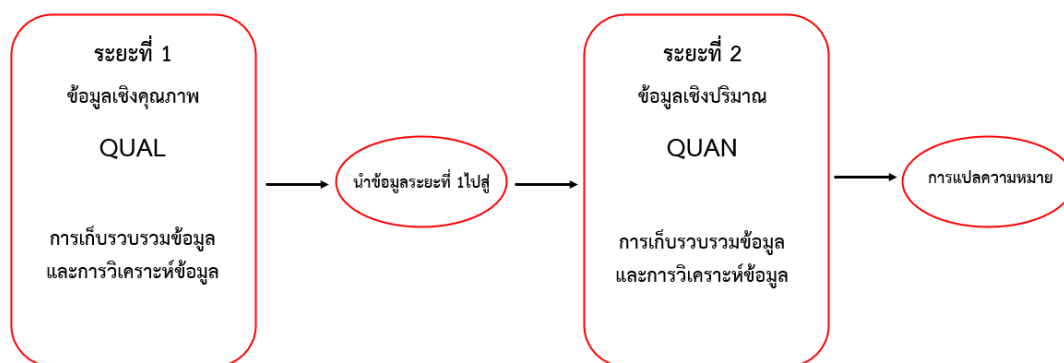 ระยะที่ 1
ข้อมูลเชิงคุณภาพ
QUAL
การเก็บรวบรวมข้อมูล
และการวิเคราะห์ข้อมูล
นำข้อมูลระยะที่ 1ไปสู่
ระยะที่ 2
ข้อมูลเชิงปริมาณ
QUAN
การเก็บรวบรวมข้อมูล
และการวิเคราะห์ข้อมูล
การแปลความหมาย